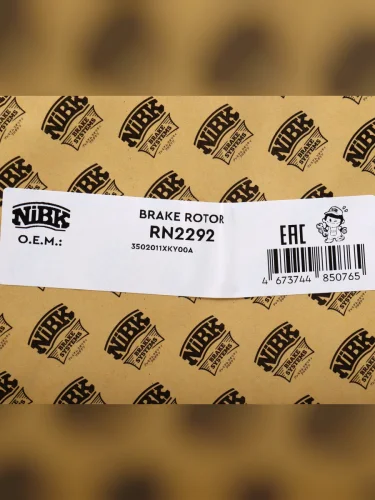 NiBK
BRAKE ROTOR
RN2292
O.E.M.:
3502011XKY00A
EAC
4 673744 850765
NiBK
BRAKE
SYSTEMS